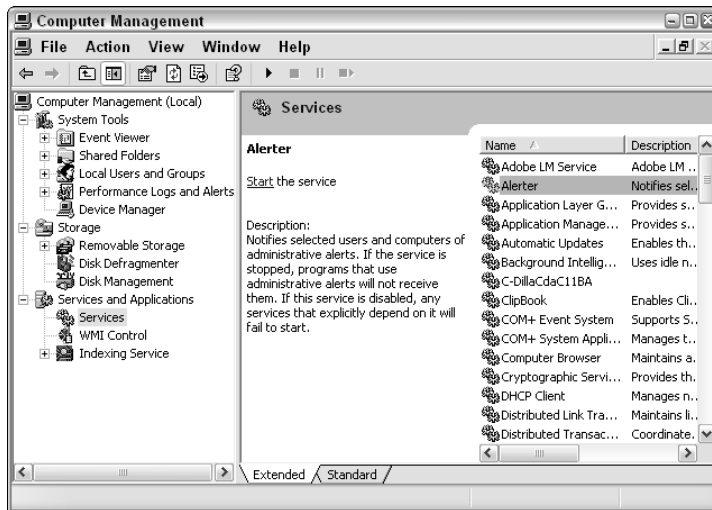 Computer Management
File Action View Window Help
Computer Management (Local)
System Tools
Event Viewer
Shared Folders
Local Users and Groups
Performance Logs and Alerts
Device Manager
Storage
Removable Storage
Disk Defragmenter
Disk Management
Services and Applications
Services
WMI Control
Indexing Service
Services
Alerter
Start the service
Description:
Notifies selected users and computers of
administrative alerts. If the service is
stopped, programs that use
administrative alerts will not receive
them. If this service is disabled, any
services that explicitly depend on it will
fail to start.
Name Description
Adobe LM Service Adobe LM ...
Alerter Notifies sel...
Application Layer G... Provides s...
Application Manage... Provides s...
Automatic Updates Enables th...
Background Intellig... Uses idle n...
C-DillaCdaC11BA
ClipBook Enables Cli...
COM+ Event System Supports S...
COM+ System Appli... Manages t...
Computer Browser Maintains a...
Cryptographic Servi... Provides th...
DHCP Client Manages n...
Distributed Link Tra... Maintains li...
Distributed Transac... Coordinate...
Extended Standard